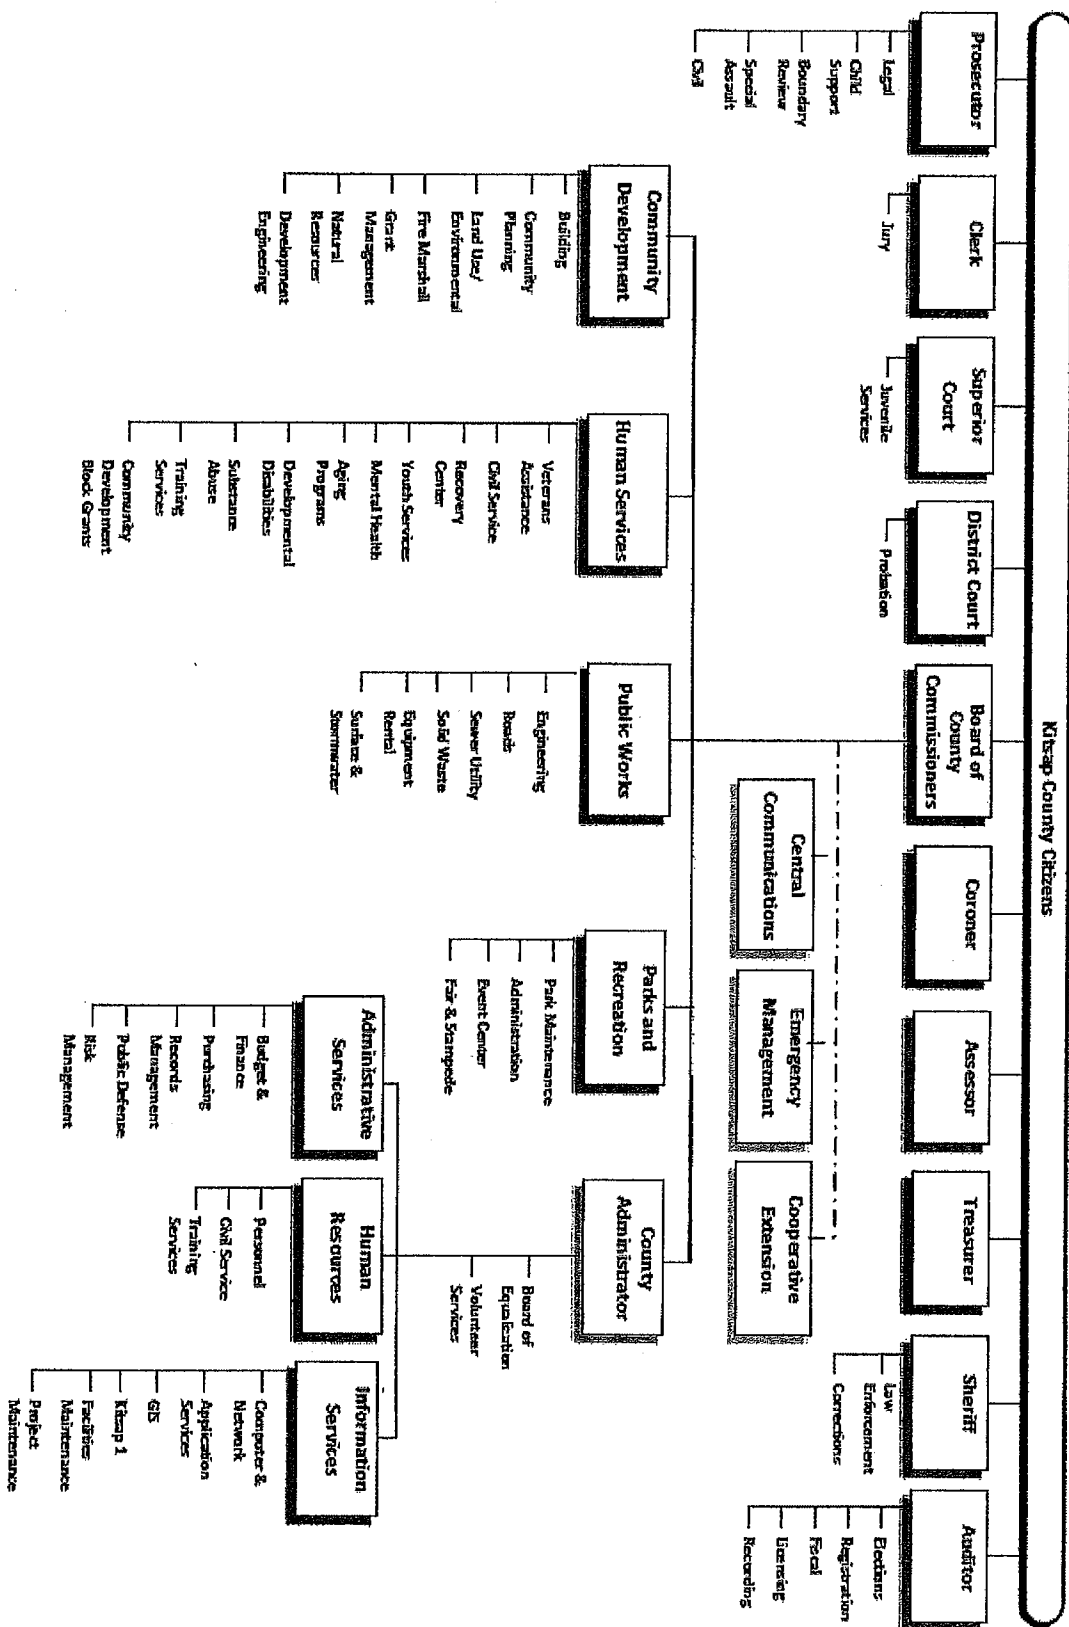 Kitsap County Citizens
Prosecutor
Legal
Child
Support
Boundary
Review
Special
Assault
Civil
Clerk
Jury
Superior
Court
Juvenile
Services
District Court
Probation
Board of
County
Commissioners
Coroner
Assessor
Treasurer
Sheriff
Law
Enforcement
Corrections
Auditor
Elections
Registration
Fiscal
Licensing
Recording
Central
Communications
Emergency
Management
Cooperative
Extension
Community
Development
Building
Community
Planning
Land Use/
Environmental
Fire Marshall
Grant
Management
Natural
Resources
Development
Engineering
Human Services
Veterans
Assistance
Civil Service
Recovery
Center
Youth Services
Mental Health
Aging
Programs
Developmental
Disabilities
Substance
Abuse
Training
Services
Community
Development
Block Grants
Public Works
Engineering
Roads
Sewer Utility
Solid Waste
Equipment
Rental
Surface &
Stormwater
Parks and
Recreation
Park Maintenance
Administration
Event Center
Fair & Stampede
County
Administrator
Board of
Equalization
Volunteer
Services
Administrative
Services
Budget &
Finance
Purchasing
Records
Management
Public Defense
Risk
Management
Human
Resources
Personnel
Civil Service
Training
Services
Information
Services
Computer &
Network
Application
Services
GIS
Kitsap 1
Facilities
Maintenance
Project
Maintenance